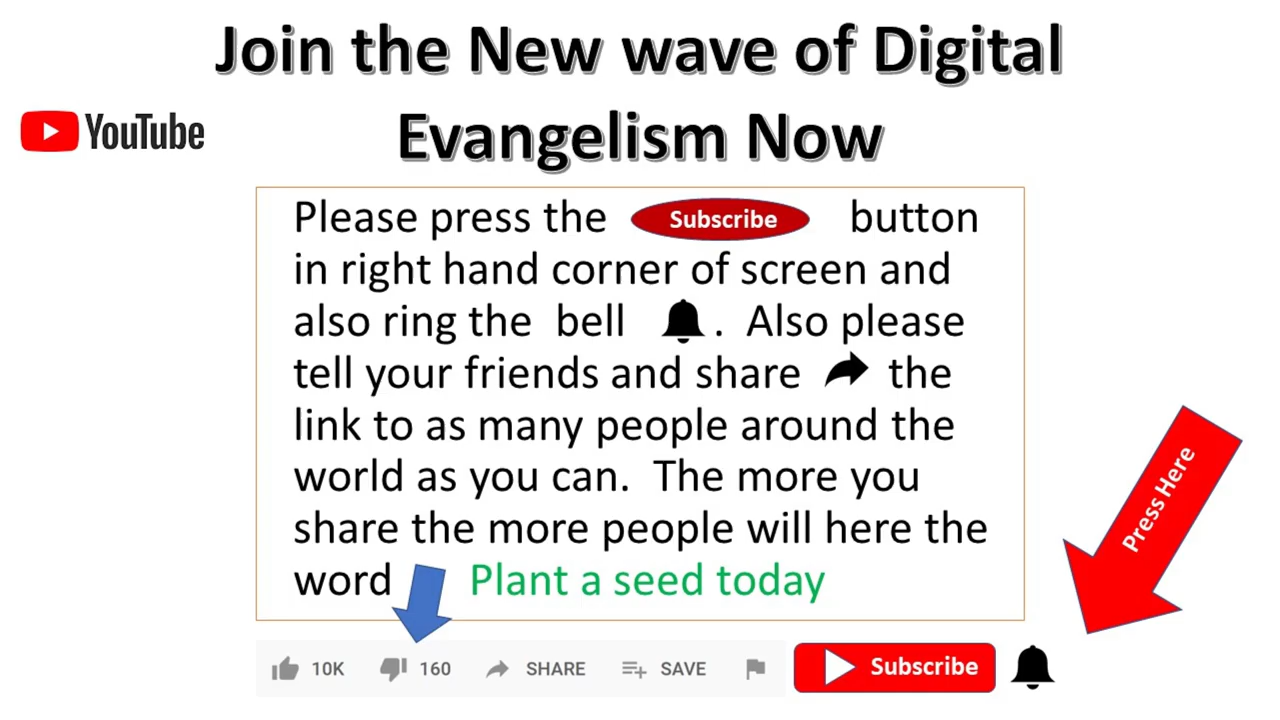 Join the New wave of Digital
Evangelism Now
YouTube
Please press the Subscribe button
in right hand corner of screen and
also ring the bell . Also please
tell your friends and share the
link to as many people around the
world as you can. The more you
share the more people will here the
word Plant a seed today
Press Here
10K 160 SHARE SAVE Subscribe